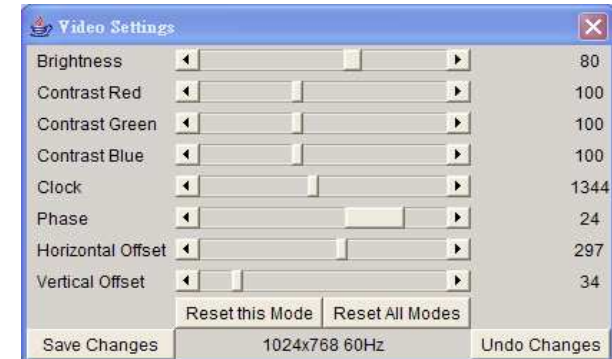 Video Settings
Brightness 80
Contrast Red 100
Contrast Green 100
Contrast Blue 100
Clock 1344
Phase 24
Horizontal Offset 297
Vertical Offset 34
Reset this Mode Reset All Modes
Save Changes 1024x768 60Hz Undo Changes